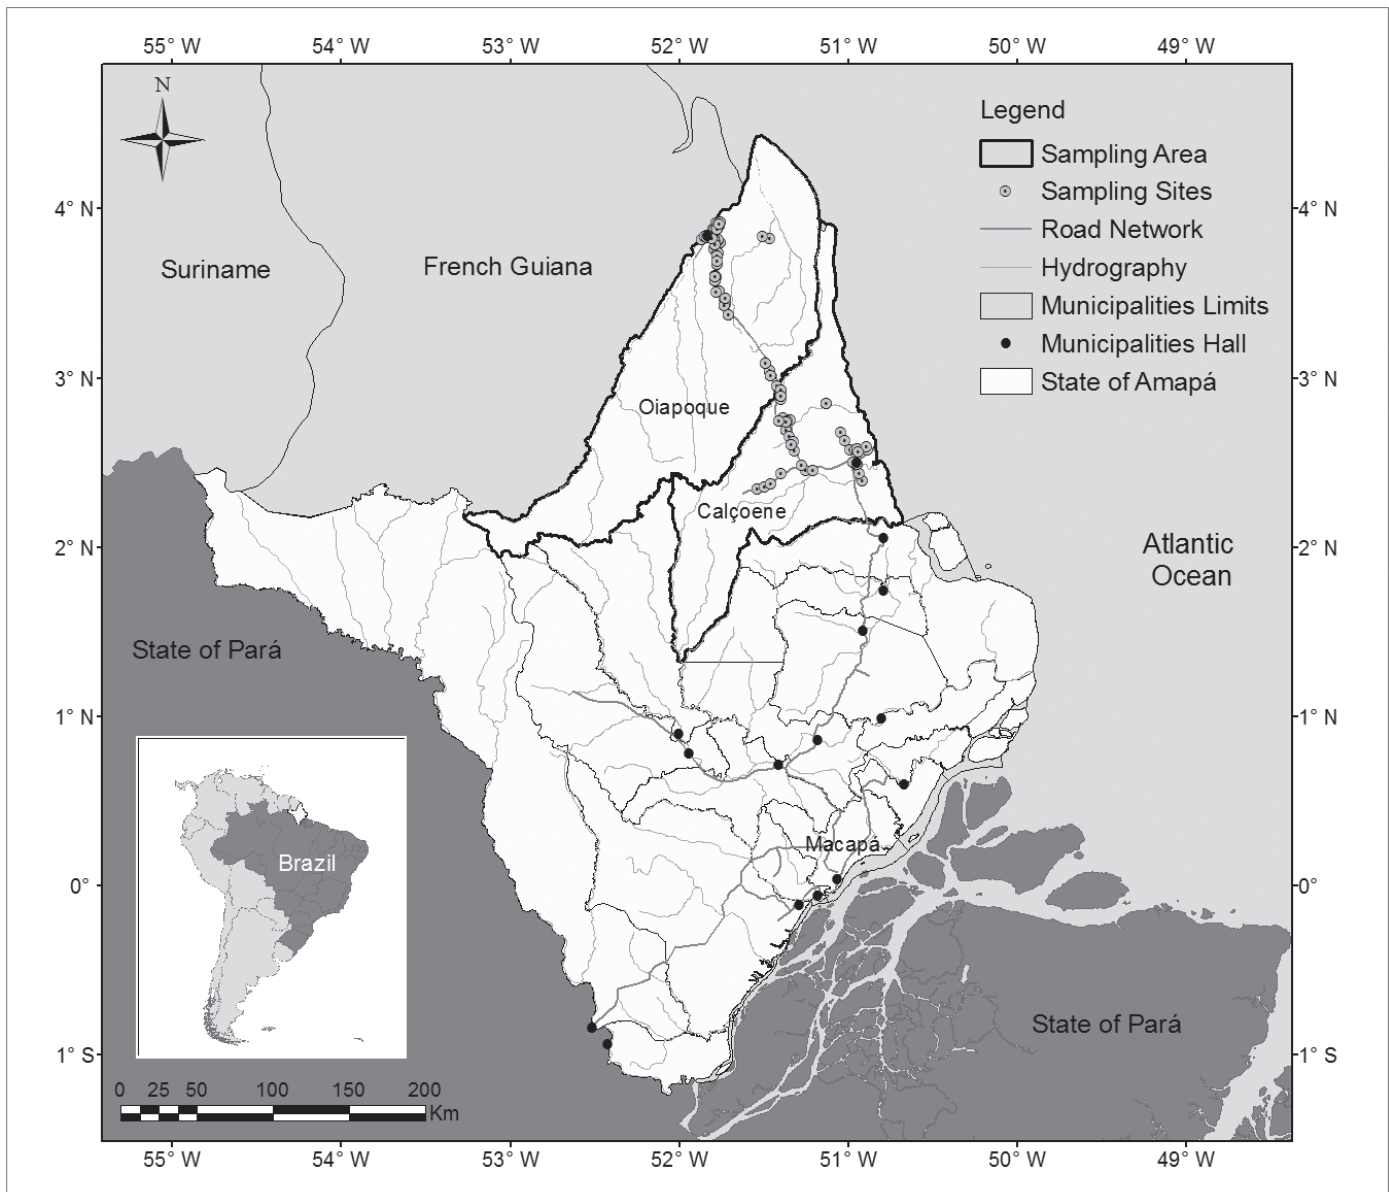 55° W 54° W 53° W 52° W 51° W 50° W 49° W
N
Legend
Sampling Area
Sampling Sites
Road Network
Hydrography
Municipalities Limits
Municipalities Hall
State of Amapá
4° N 4° N
Suriname
French Guiana
3° N 3° N
Oiapoque
Calçoene
2° N 2° N
Atlantic
Ocean
State of Pará
1° N 1° N
Brazil
Macapá
0° 0°
State of Pará
1° S 1° S
0 25 50 100 150 200
Km
55° W 54° W 53° W 52° W 51° W 50° W 49° W